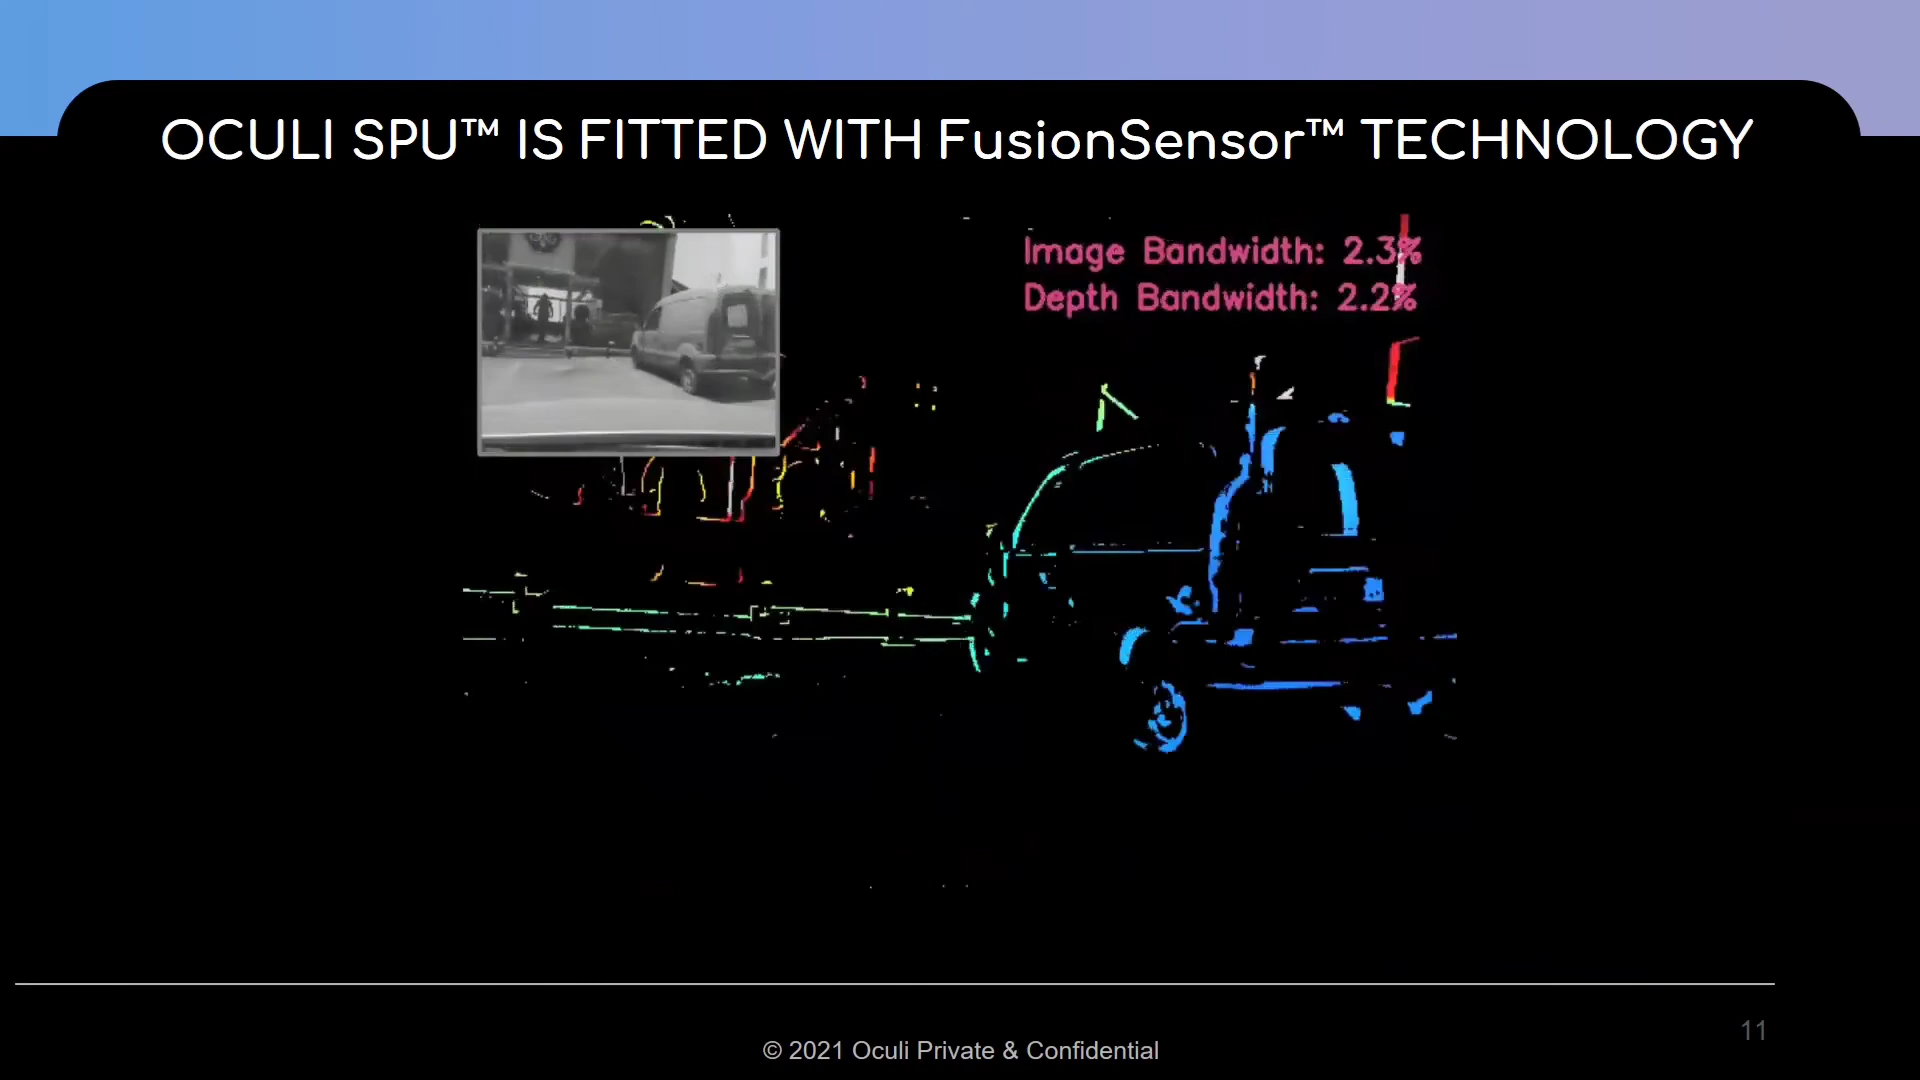 OCULI SPU™ IS FITTED WITH FusionSensor™ TECHNOLOGY
Image Bandwidth: 2.3%
Depth Bandwidth: 2.2%
11
© 2021 Oculi Private & Confidential